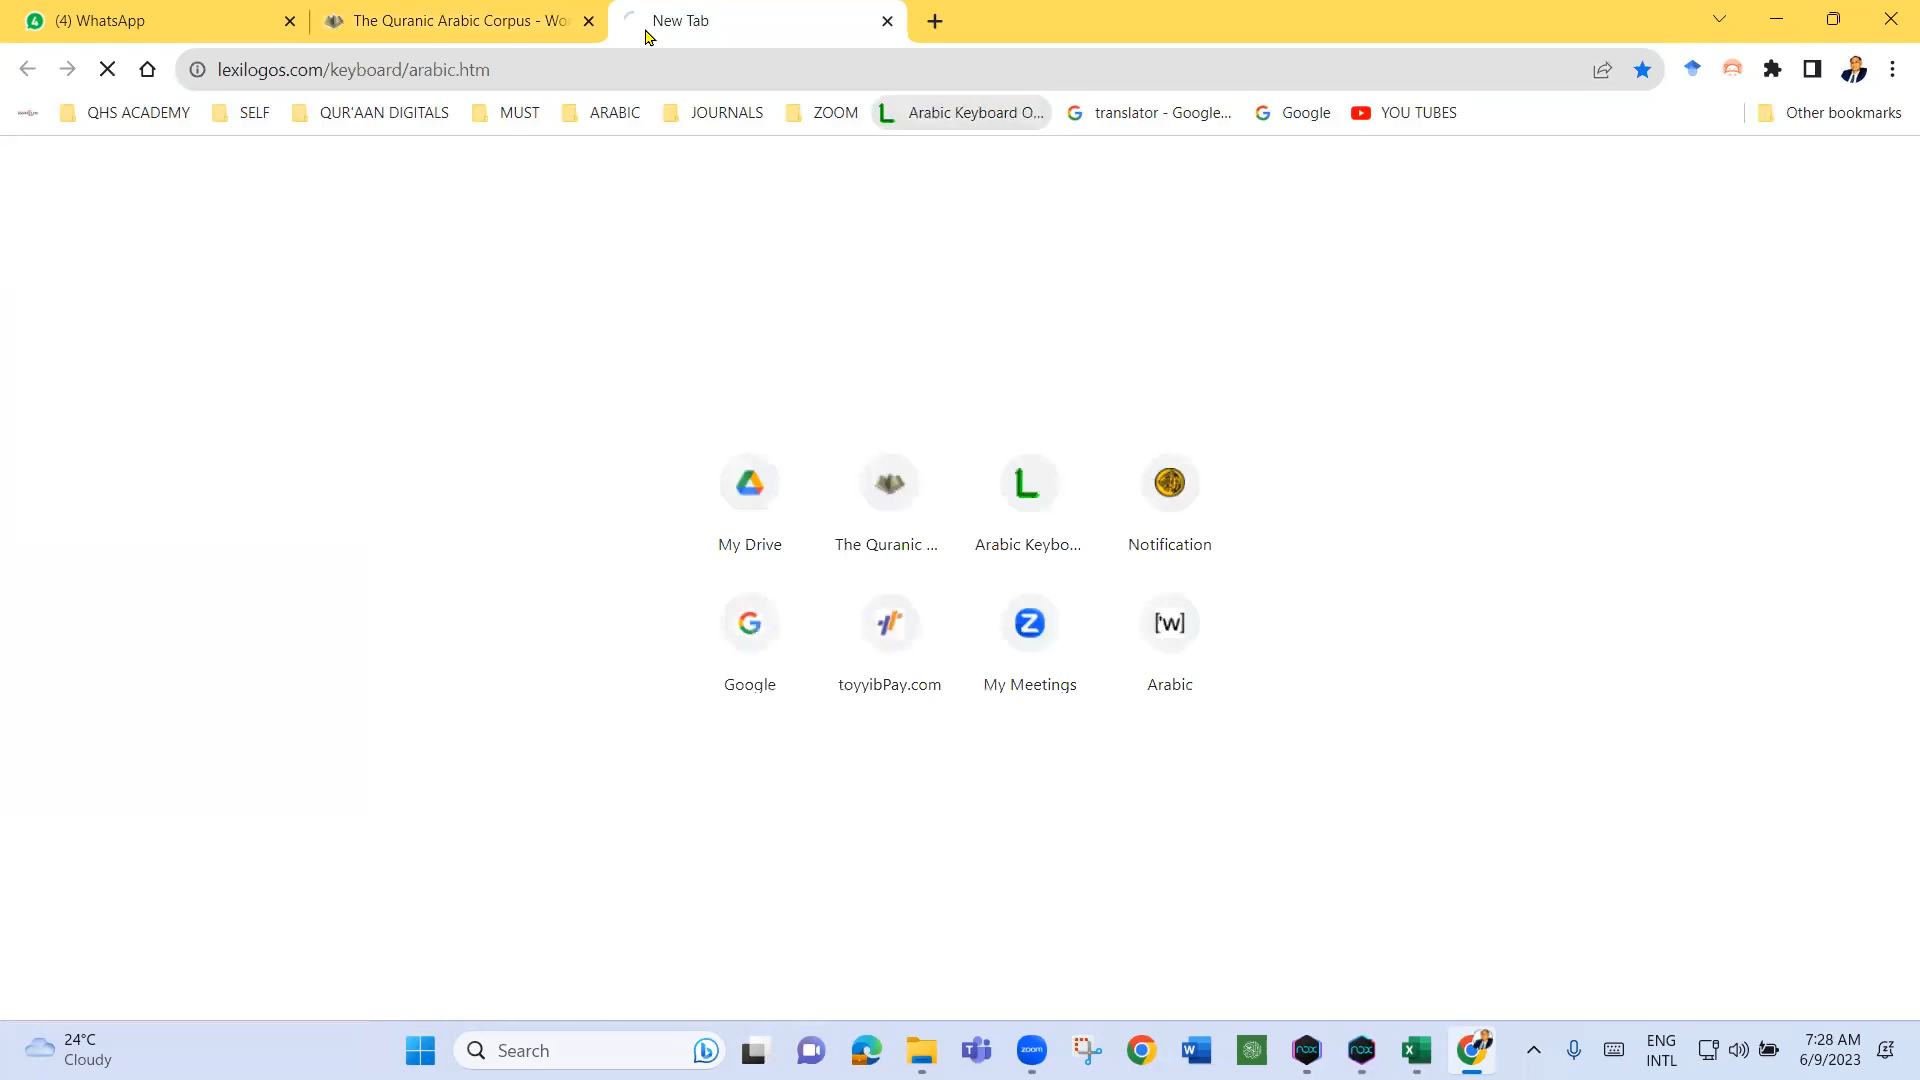 (4) WhatsApp
The Quranic Arabic Corpus - Wo
New Tab
lexilogos.com/keyboard/arabic.htm
QHS ACADEMY
SELF
QUR'AAN DIGITALS
MUST
ARABIC
JOURNALS
ZOOM
Arabic Keyboard O...
translator - Google...
Google
YOU TUBES
Other bookmarks
My Drive
The Quranic ...
Arabic Keybo...
Notification
Google
toyyibPay.com
My Meetings
['w]
Arabic
24°C
Cloudy
Search
zoom
ENG
INTL
7:28 AM
6/9/2023